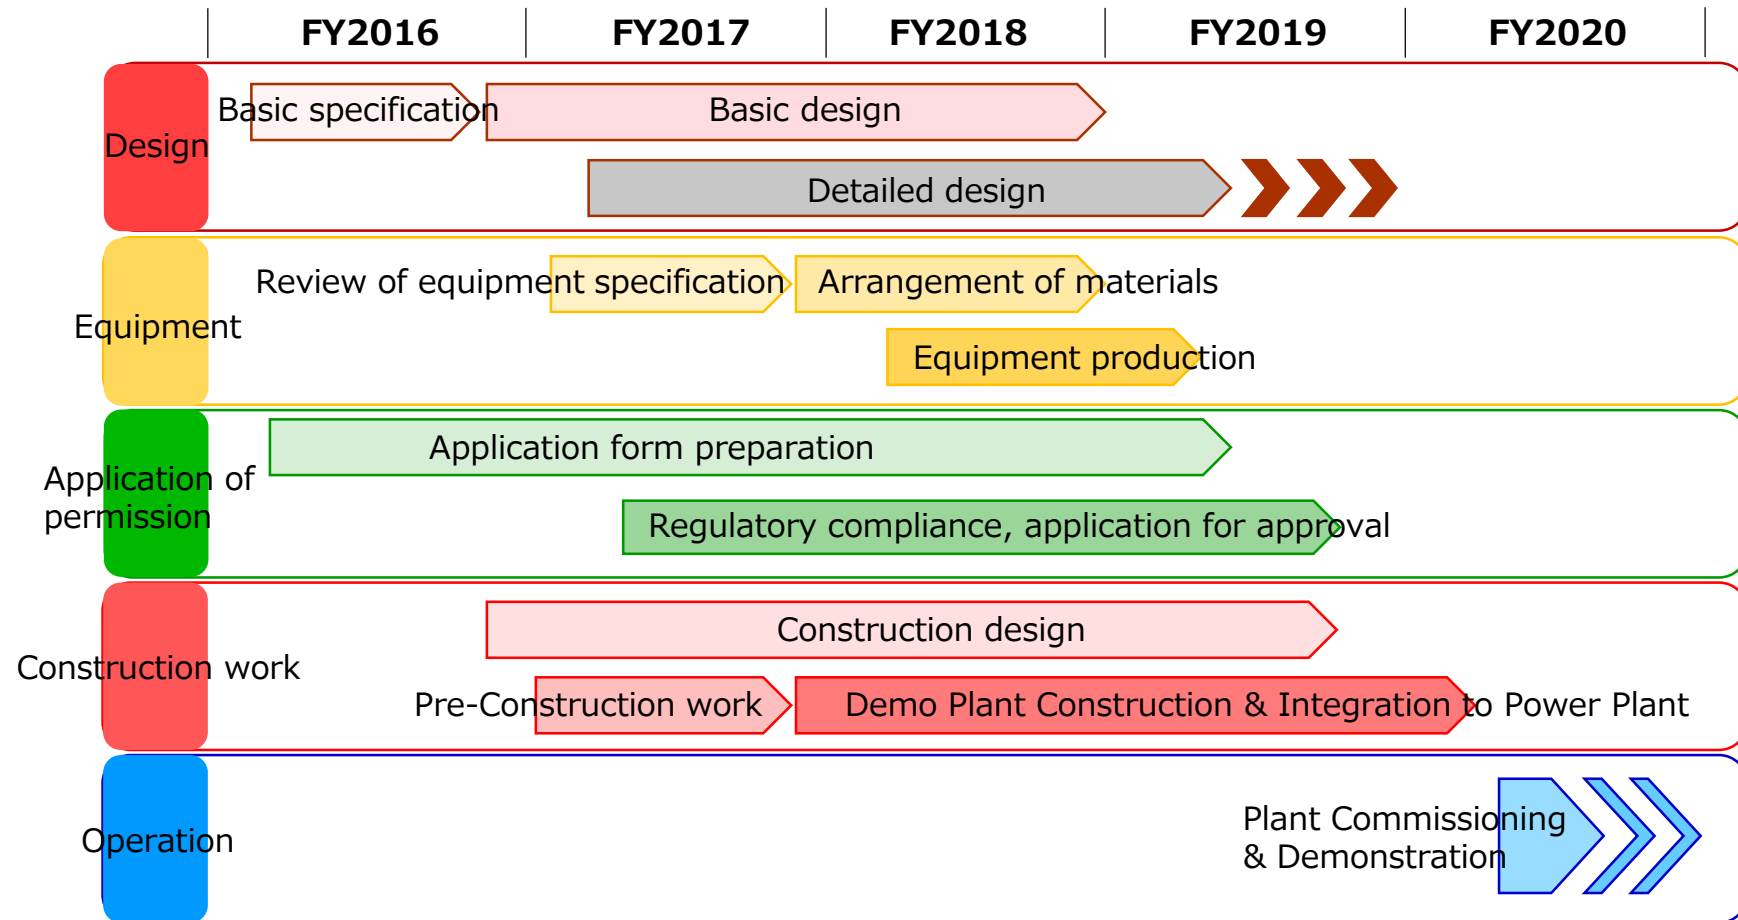 FY2016 FY2017 FY2018 FY2019 FY2020
Design
Basic specification
Basic design
Detailed design
Equipment
Review of equipment specification
Arrangement of materials
Equipment production
Application of
permission
Application form preparation
Regulatory compliance, application for approval
Construction work
Construction design
Pre-Construction work
Demo Plant Construction & Integration to Power Plant
Operation
Plant Commissioning
& Demonstration